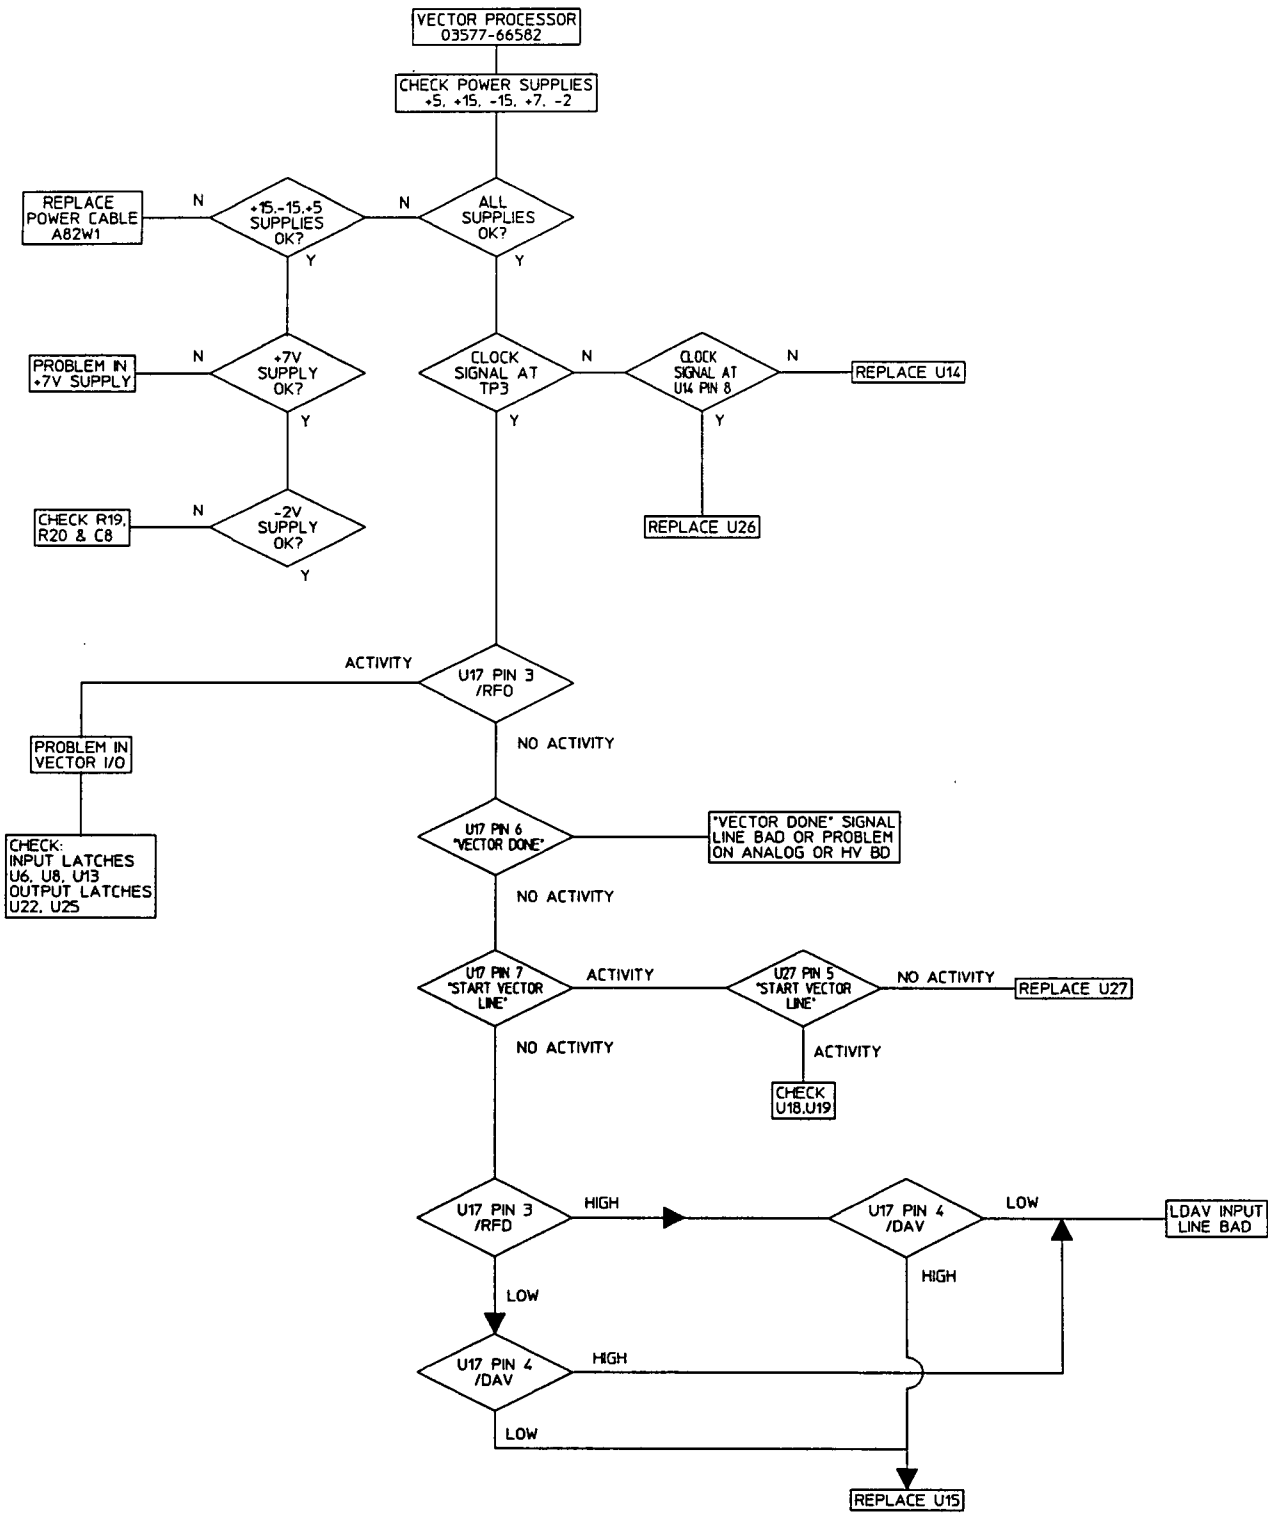 VECTOR PROCESSOR
03577-66582
CHECK POWER SUPPLIES
+5, +15, -15, +7, -2
REPLACE
POWER CABLE
A82W1
N
+15,-15,+5
SUPPLIES
OK?
Y
N
ALL
SUPPLIES
OK?
Y
PROBLEM IN
+7V SUPPLY
N
+7V
SUPPLY
OK?
Y
CLOCK
SIGNAL AT
TP3
Y
N
CLOCK
SIGNAL AT
U14 PIN 8
Y
N
REPLACE U14
CHECK R19,
R20 & C8
N
-2V
SUPPLY
OK?
Y
REPLACE U26
ACTIVITY
U17 PIN 3
/RFO
NO ACTIVITY
PROBLEM IN
VECTOR I/O
CHECK:
INPUT LATCHES
U6, U8, U13
OUTPUT LATCHES
U22, U25
U17 PIN 6
"VECTOR DONE"
NO ACTIVITY
"VECTOR DONE" SIGNAL
LINE BAD OR PROBLEM
ON ANALOG OR HV BD
U17 PIN 7
"START VECTOR
LINE"
ACTIVITY
NO ACTIVITY
U27 PIN 5
"START VECTOR
LINE"
NO ACTIVITY
REPLACE U27
ACTIVITY
CHECK
U18,U19
U17 PIN 3
/RFD
HIGH
LOW
U17 PIN 4
/DAV
LOW
HIGH
LDAV INPUT
LINE BAD
U17 PIN 4
/DAV
HIGH
LOW
REPLACE U15